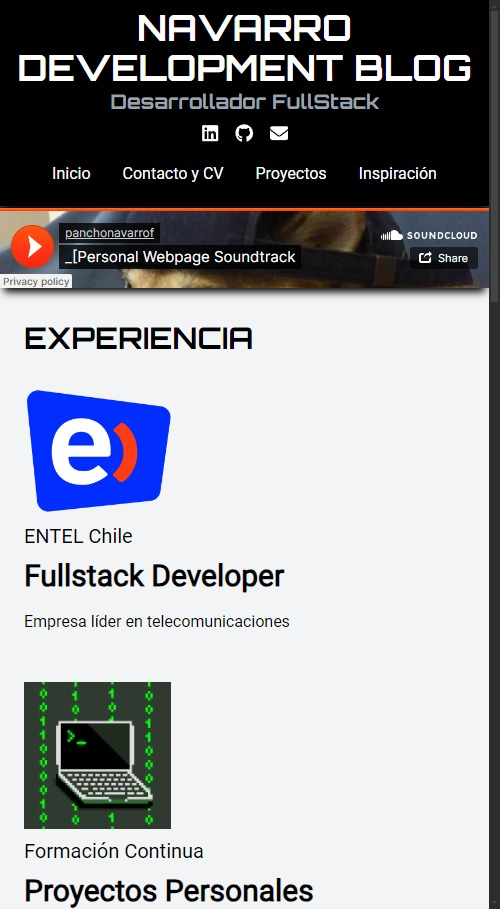 NAVARRO
DEVELOPMENT BLOG
Desarrollador FullStack
Inicio Contacto y CV Proyectos Inspiración
panchonavarrof
SOUNDCLOUD
_[Personal Webpage Soundtrack
Share
Privacy policy
EXPERIENCIA
e)
ENTEL Chile
Fullstack Developer
Empresa líder en telecomunicaciones
>_
Formación Continua
Proyectos Personales